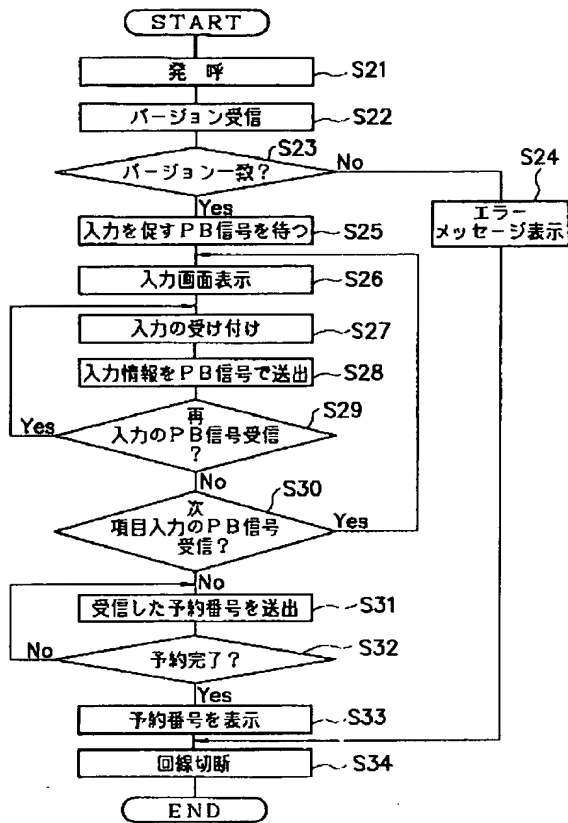 START
発呼
S21
バージョン受信
S22
S23
バージョン一致?
No
Yes
S24
エラー
メッセージ表示
入力を促すPB信号を待つ
S25
入力画面表示
S26
入力の受け付け
S27
入力情報をPB信号で送出
S28
S29
再
入力のPB信号受信
?
Yes
No
S30
次
項目入力のPB信号
受信?
Yes
No
受信した予約番号を送出
S31
予約完了?
S32
No
Yes
予約番号を表示
S33
回線切断
S34
END